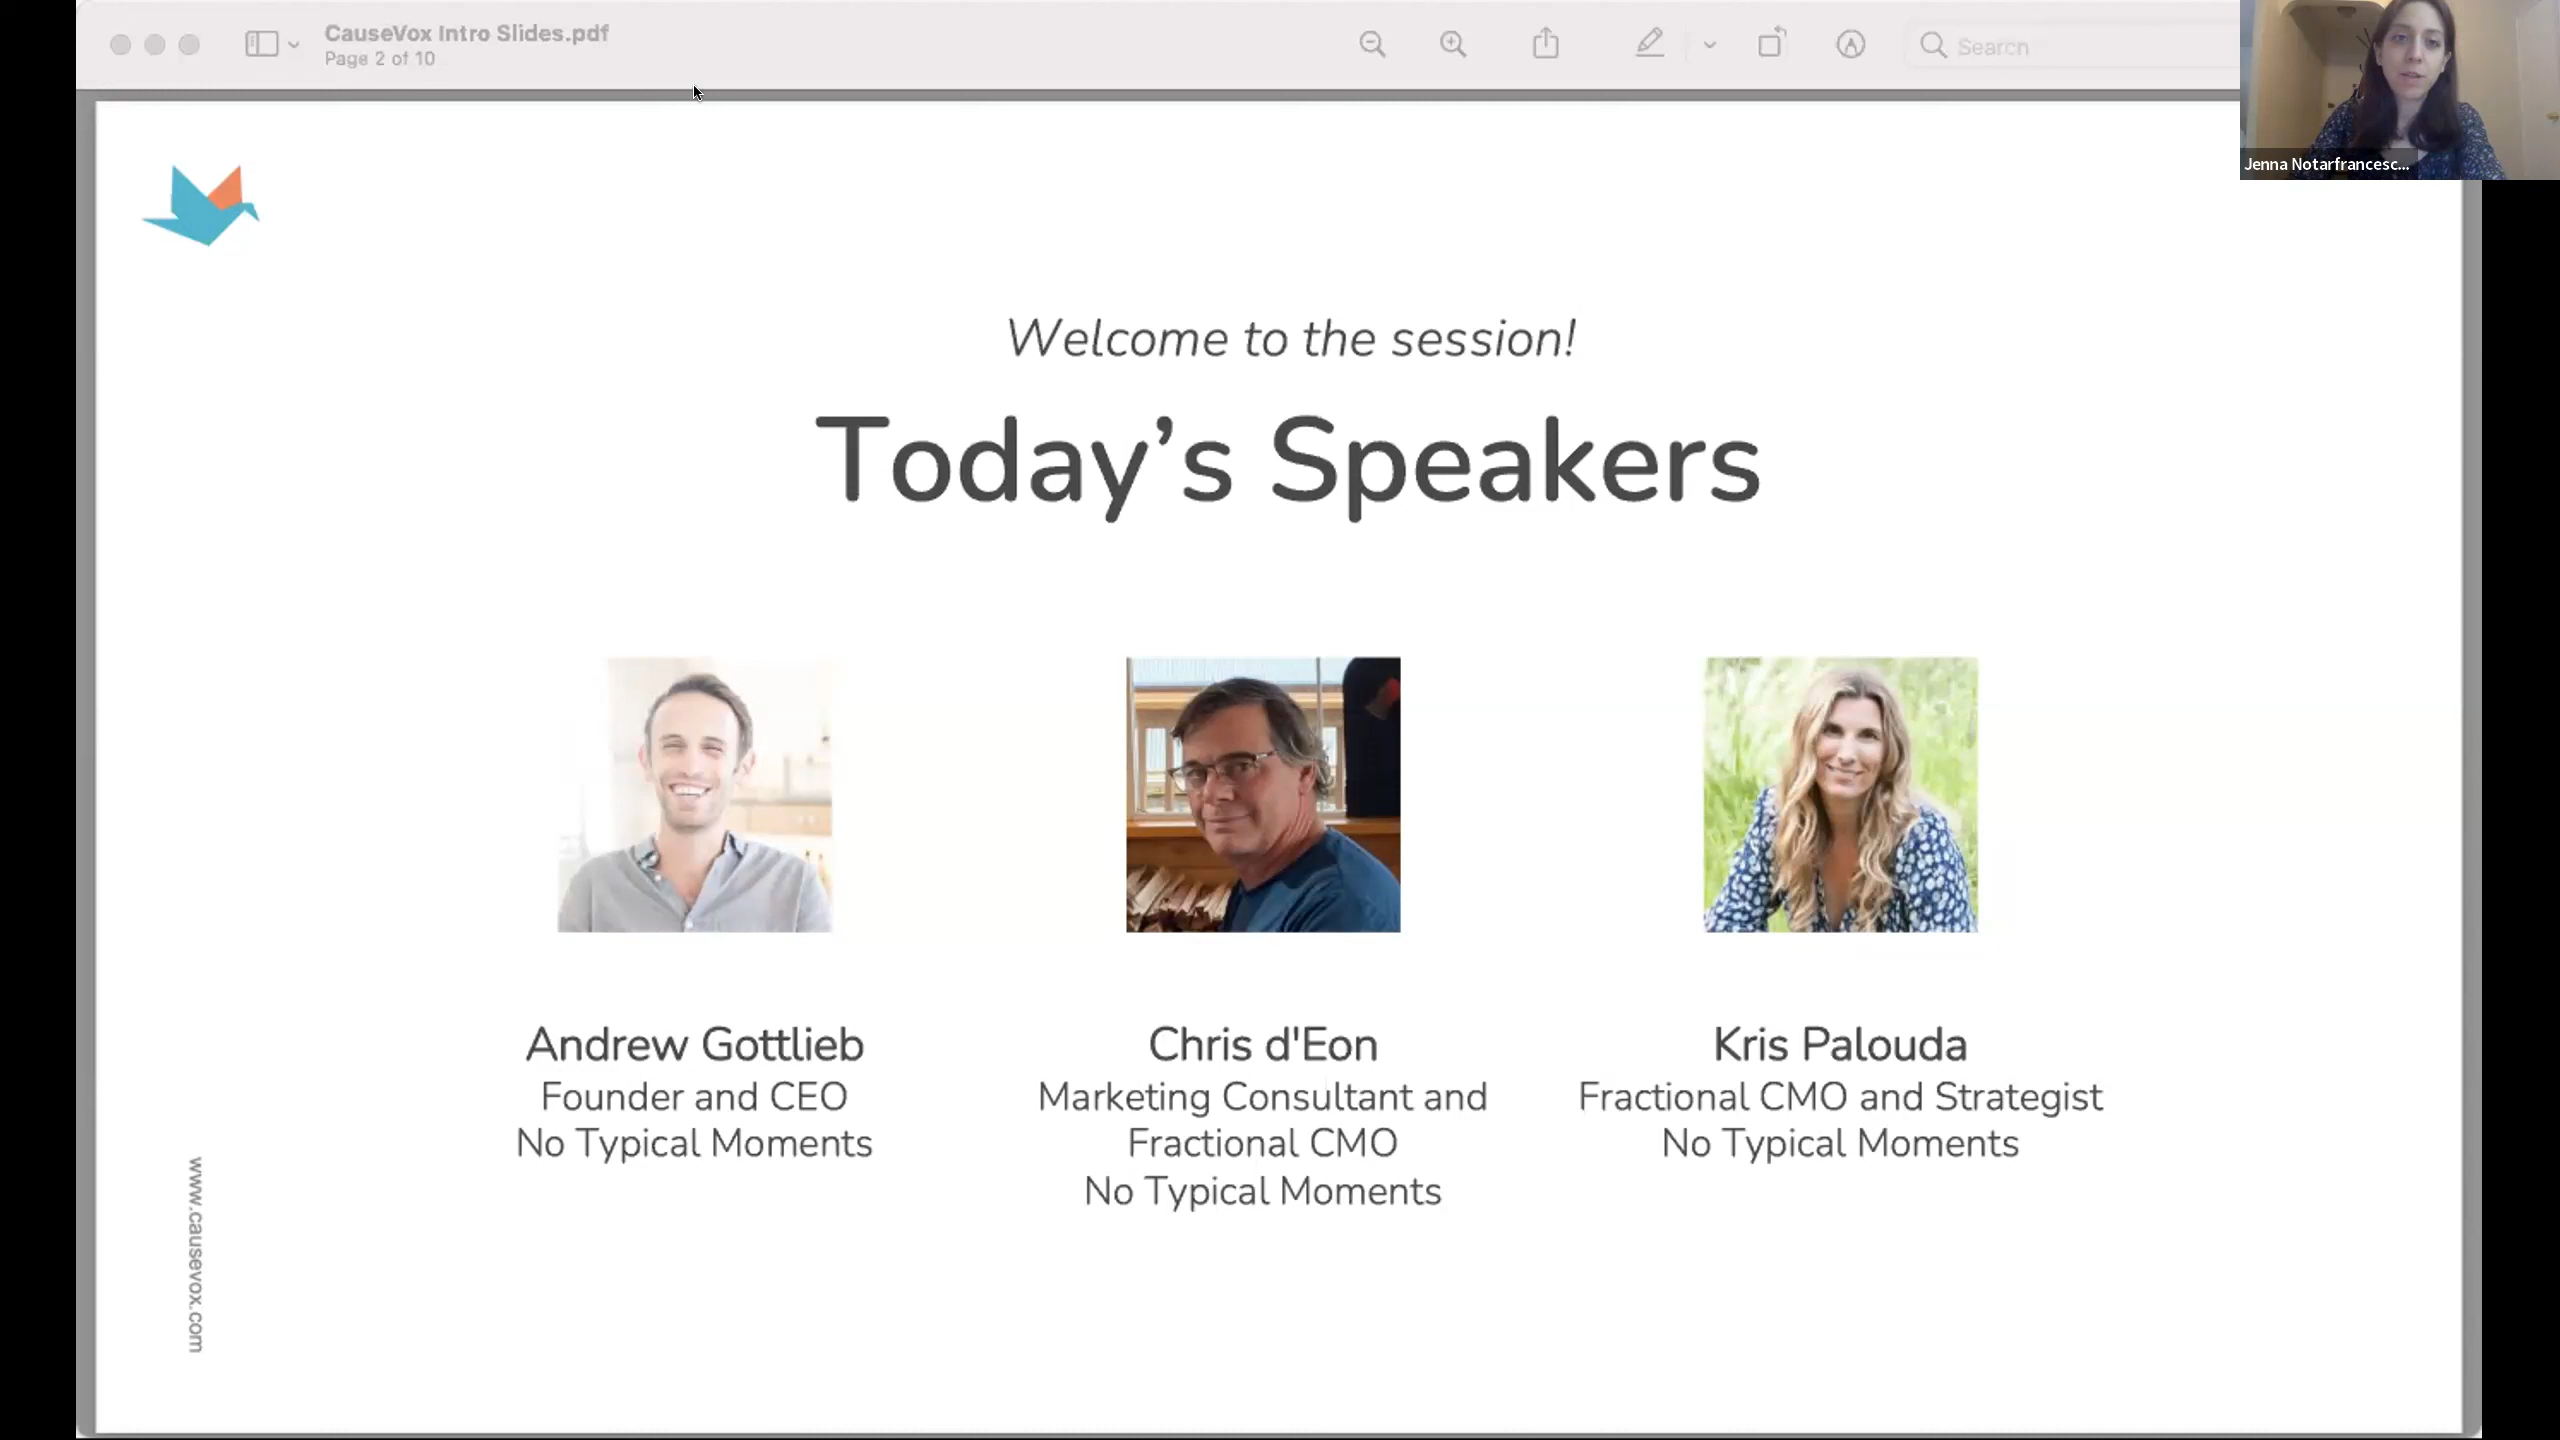 CauseVox Intro Slides.pdf
Page 2 of 10
Search
Jenna Notarfrancesc...
Welcome to the session!
Today’s Speakers
Andrew Gottlieb
Founder and CEO
No Typical Moments
Chris d'Eon
Marketing Consultant and
Fractional CMO
No Typical Moments
Kris Palouda
Fractional CMO and Strategist
No Typical Moments
www.causevox.com